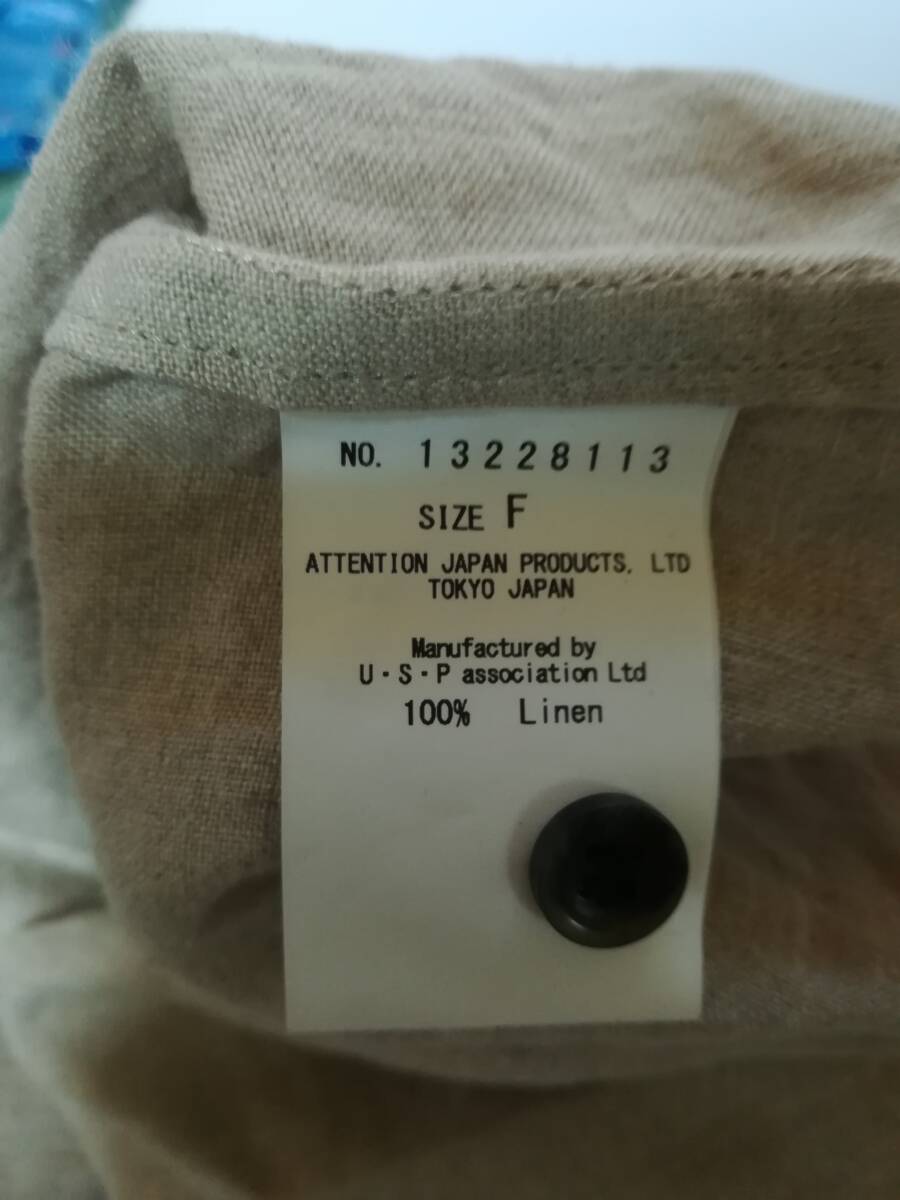 NO. 13228113
SIZE F
ATTENTION JAPAN PRODUCTS, LTD
TOKYO JAPAN
Manufactured by
U・S・P association Ltd
100% Linen